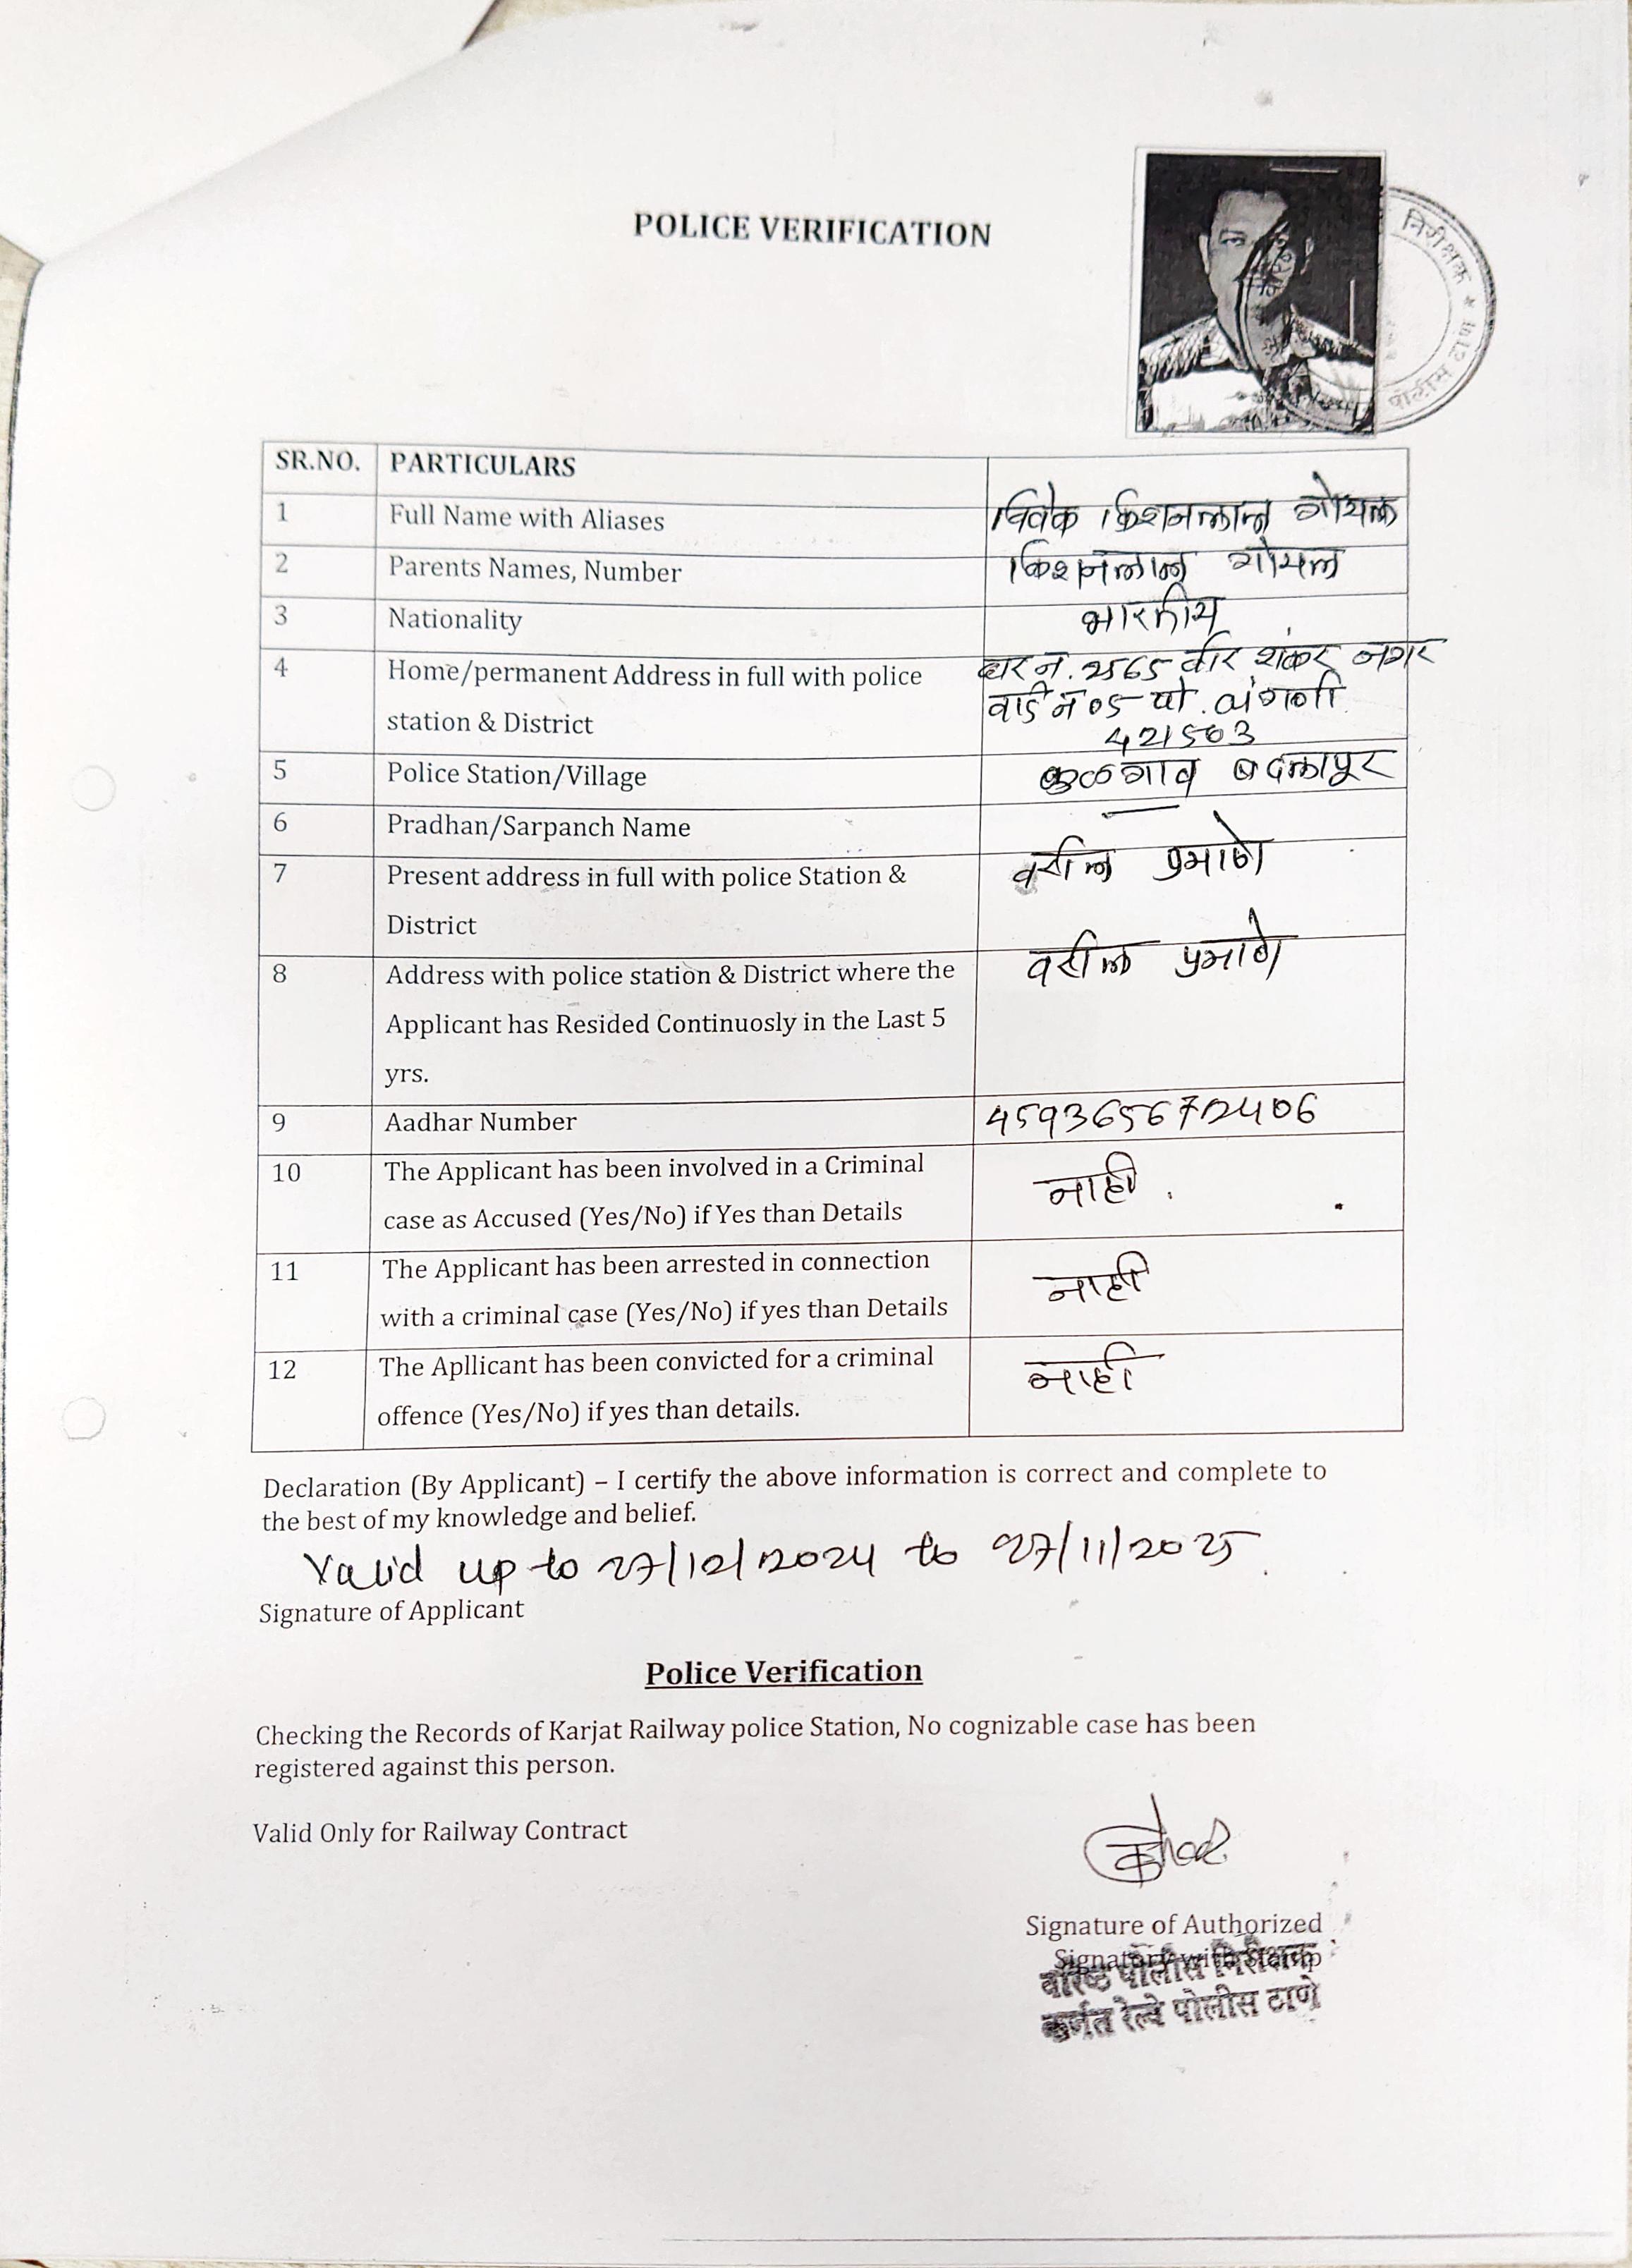 POLICE VERIFICATION
निरीक्षक * ठाणे
पोलीस
SR.NO. PARTICULARS
1 Full Name with Aliases विवेक किशनलाल गोयल
2 Parents Names, Number किशनलाल गोयल
3 Nationality भारतीय
4 Home/permanent Address in full with police घर नं. 2565 वीर शंकर नगर
station & District वार्ड नं 05 पो.
421503
5 Police Station/Village कुळगाव बदलापूर
6 Pradhan/Sarpanch Name —
7 Present address in full with police Station & वरील प्रमाणे
District
8 Address with police station & District where the वरील प्रमाणे
Applicant has Resided Continuosly in the Last 5
yrs.
9 Aadhar Number
10 The Applicant has been involved in a Criminal नाही.
case as Accused (Yes/No) if Yes than Details
11 The Applicant has been arrested in connection नाही
with a criminal case (Yes/No) if yes than Details
12 The Apllicant has been convicted for a criminal नाही
offence (Yes/No) if yes than details.
Declaration (By Applicant) – I certify the above information is correct and complete to
the best of my knowledge and belief.
Valid up to 27/12/2024 to 27/11/2025.
Signature of Applicant
Police Verification
Checking the Records of Karjat Railway police Station, No cognizable case has been
registered against this person.
Valid Only for Railway Contract
Signature of Authorized
Signatory with Stamp
वरिष्ठ पोलीस निरीक्षक
कर्जत रेल्वे पोलीस ठाणे